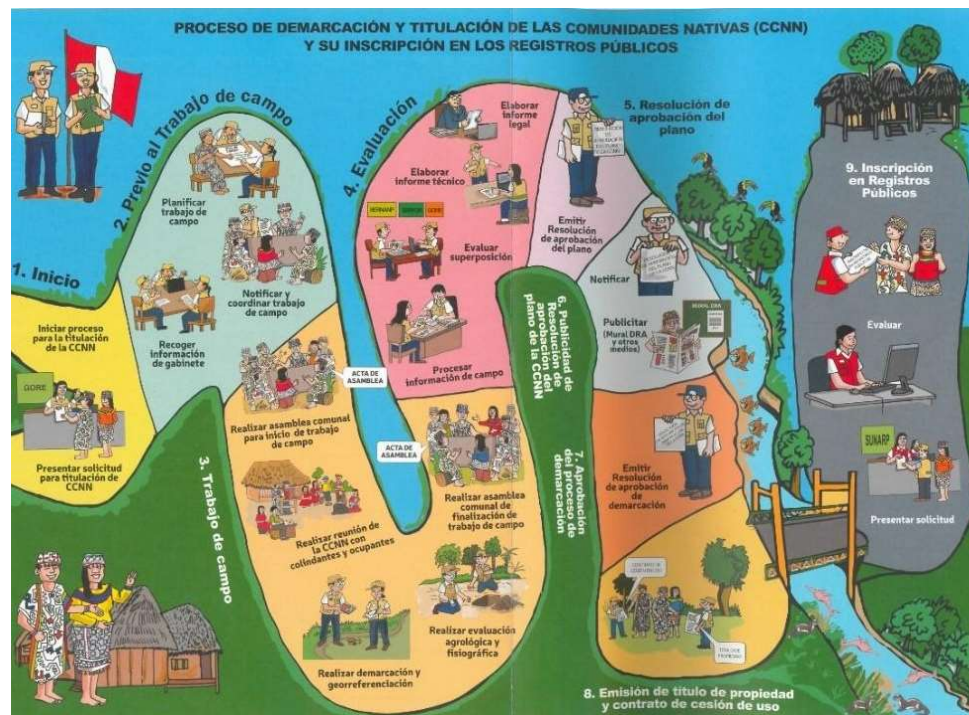 PROCESO DE DEMARCACIÓN Y TITULACIÓN DE LAS COMUNIDADES NATIVAS (CCNN)
Y SU INSCRIPCIÓN EN LOS REGISTROS PÚBLICOS
1. Inicio
Iniciar proceso
para la titulación
de la CCNN
GORE
Presentar solicitud
para titulación de
CCNN
2. Previo al Trabajo de campo
Planificar
trabajo de
campo
Notificar y
coordinar trabajo de
campo
Recoger
información
de gabinete
3. Trabajo de campo
ACTA DE
ASAMBLEA
Realizar asamblea comunal
para inicio de trabajo
de campo
Realizar reunión de
la CCNN con
colindantes y ocupantes
Realizar demarcación y
georreferenciación
Realizar evaluación
agrológica y
fisiográfica
ACTA DE
ASAMBLEA
Realizar asamblea
comunal de
finalización de
trabajo de campo
4. Evaluación
Procesar
información de campo
SERNANP
GORE
Evaluar
superposición
Elaborar
informe técnico
Elaborar
informe legal
5. Resolución de
aprobación del
plano
Emitir
Resolución
de aprobación
del plano
6. Publicidad de
Resolución de
aprobación del
plano de la CCNN
Notificar
Publicitar
(Mural DRA
y otros
medios)
MURAL DRA
7. Aprobación
del proceso de
demarcación
Emitir
Resolución
de aprobación
de
demarcación
8. Emisión de título de propiedad
y contrato de cesión de uso
9. Inscripción
en Registros
Públicos
Evaluar
SUNARP
Presentar solicitud